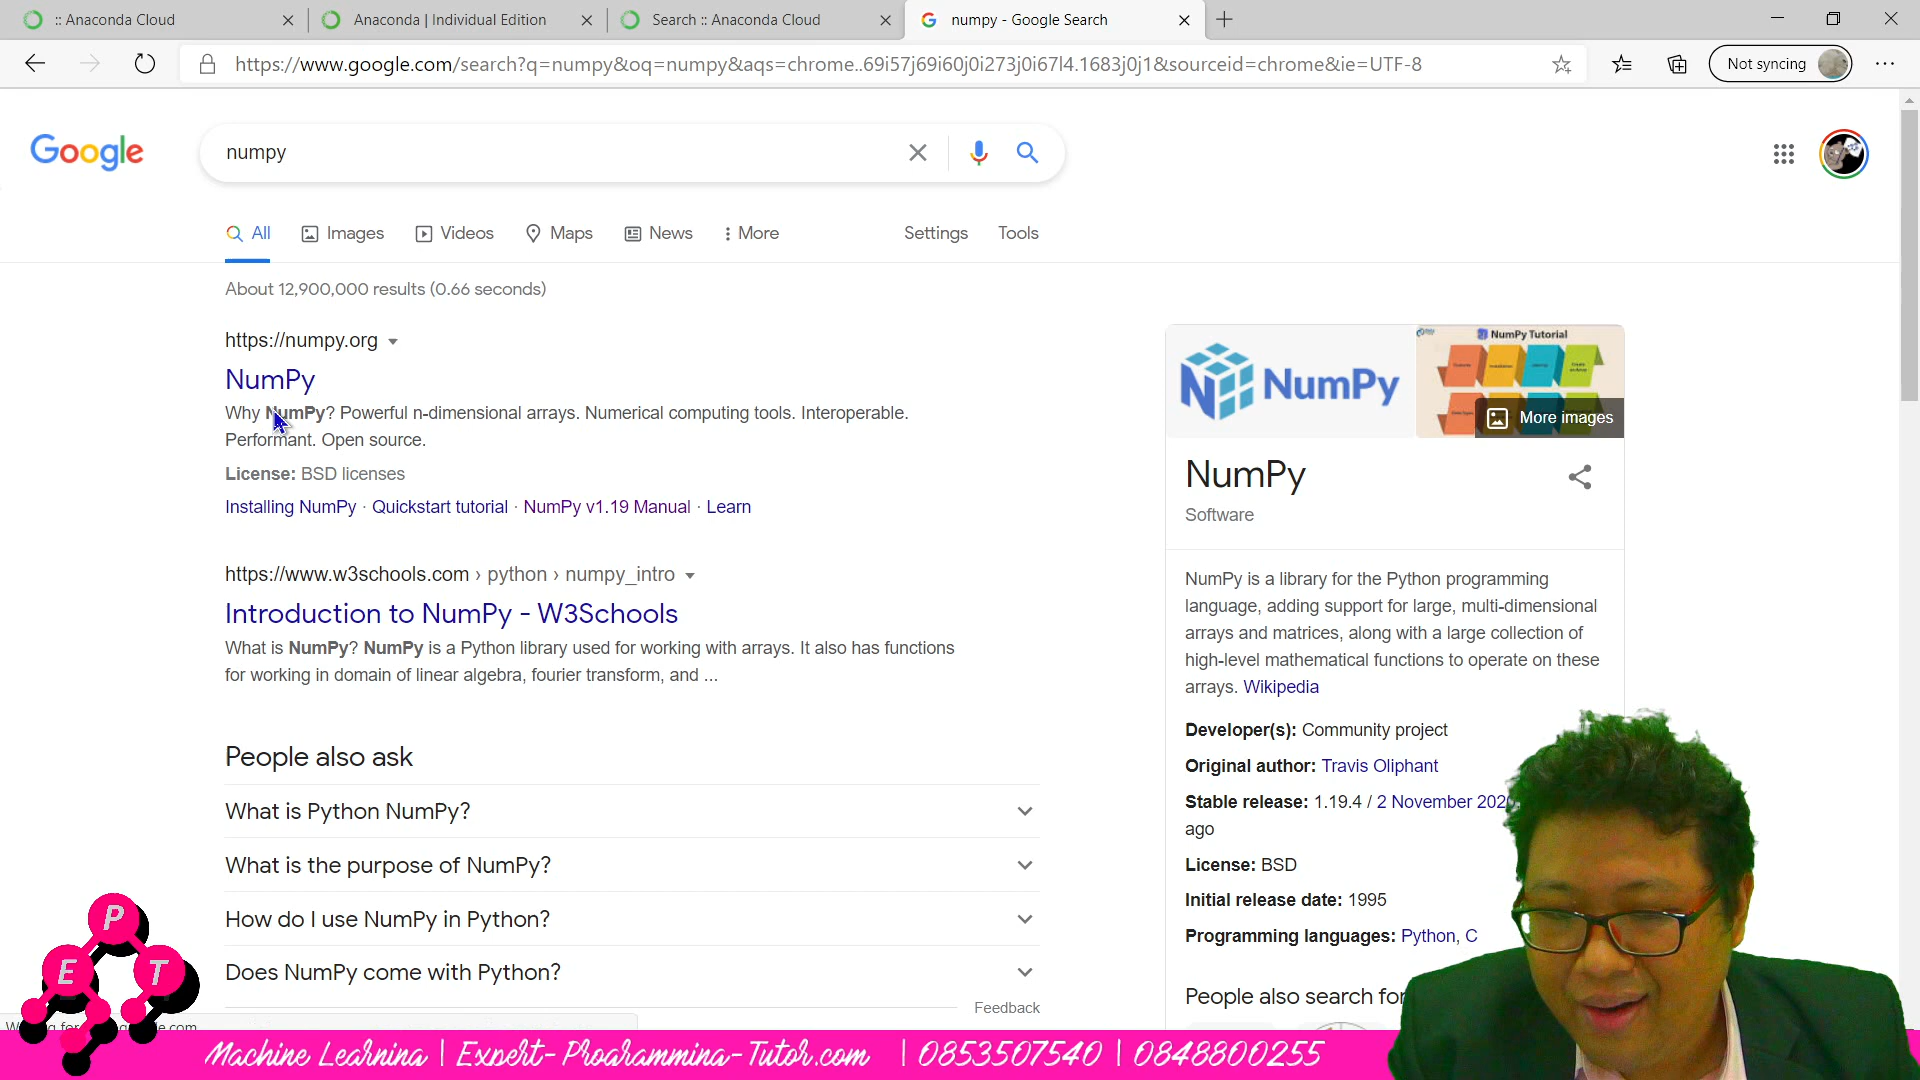 :: Anaconda Cloud
Anaconda | Individual Edition
Search :: Anaconda Cloud
numpy - Google Search
https://www.google.com/search?q=numpy&oq=numpy&aqs=chrome..69i57j69i60j0i273j0i67l4.1683j0j1&sourceid=chrome&ie=UTF-8
Not syncing
Google
numpy
All
Images
Videos
Maps
News
More
Settings
Tools
About 12,900,000 results (0.66 seconds)
https://numpy.org
NumPy
Why NumPy? Powerful n-dimensional arrays. Numerical computing tools. Interoperable.
Performant. Open source.
License: BSD licenses
Installing NumPy · Quickstart tutorial · NumPy v1.19 Manual · Learn
https://www.w3schools.com › python › numpy_intro
Introduction to NumPy - W3Schools
What is NumPy? NumPy is a Python library used for working with arrays. It also has functions
for working in domain of linear algebra, fourier transform, and ...
People also ask
What is Python NumPy?
What is the purpose of NumPy?
How do I use NumPy in Python?
Does NumPy come with Python?
Feedback
NumPy
NumPy Tutorial
More images
NumPy
Software
NumPy is a library for the Python programming
language, adding support for large, multi-dimensional
arrays and matrices, along with a large collection of
high-level mathematical functions to operate on these
arrays. Wikipedia
Developer(s): Community project
Original author: Travis Oliphant
Stable release: 1.19.4 / 2 November 2020
ago
License: BSD
Initial release date: 1995
Programming languages: Python, C
People also search for
P
E T
Machine Learning | Expert-Programming-Tutor.com | 0853507540 | 0848800255